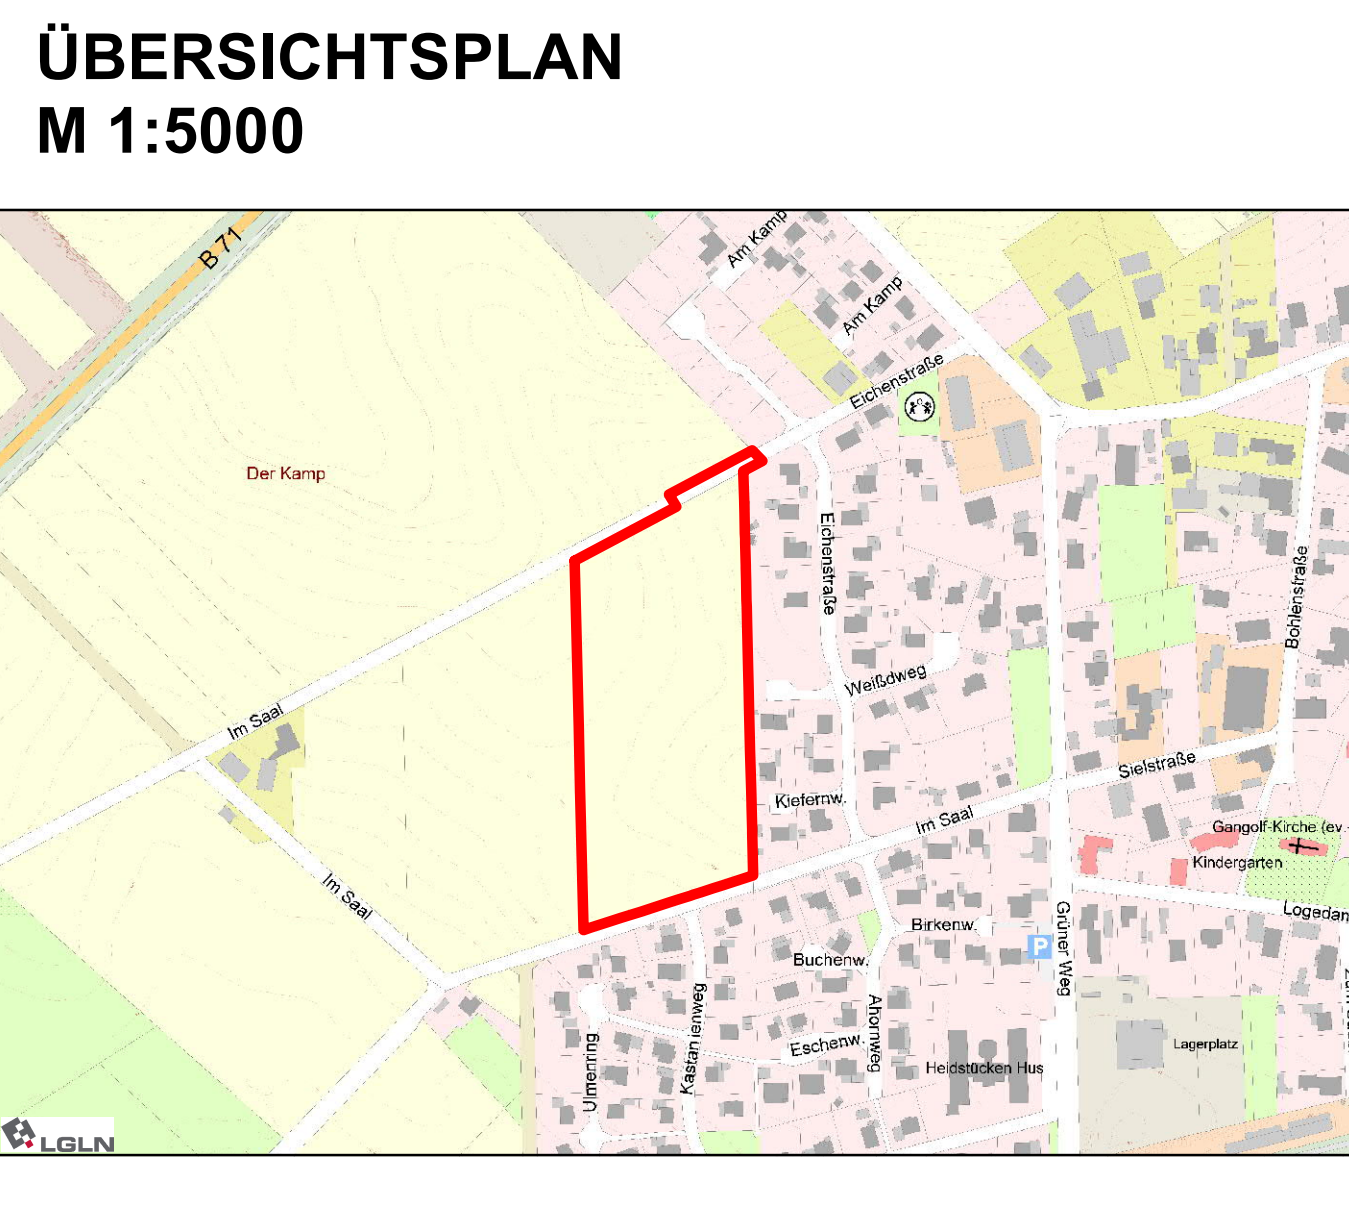 ÜBERSICHTSPLAN
M 1:5000
B 71
Am Kamp
Am Kamp
Eichenstraße
Der Kamp
Eichenstraße
Bohlenstraße
Weißdweg
Im Saal
Sielstraße
Kiefernw.
Im Saal
Gangolf-Kirche (ev.-
Kindergarten
Im Saal
Logedam
Birkenw.
Grüner Weg
P
Buchenw.
Kastanienweg
Ahornweg
Ulmenring
Eschenw.
Lagerplatz
Heidstücken Hus
LGLN